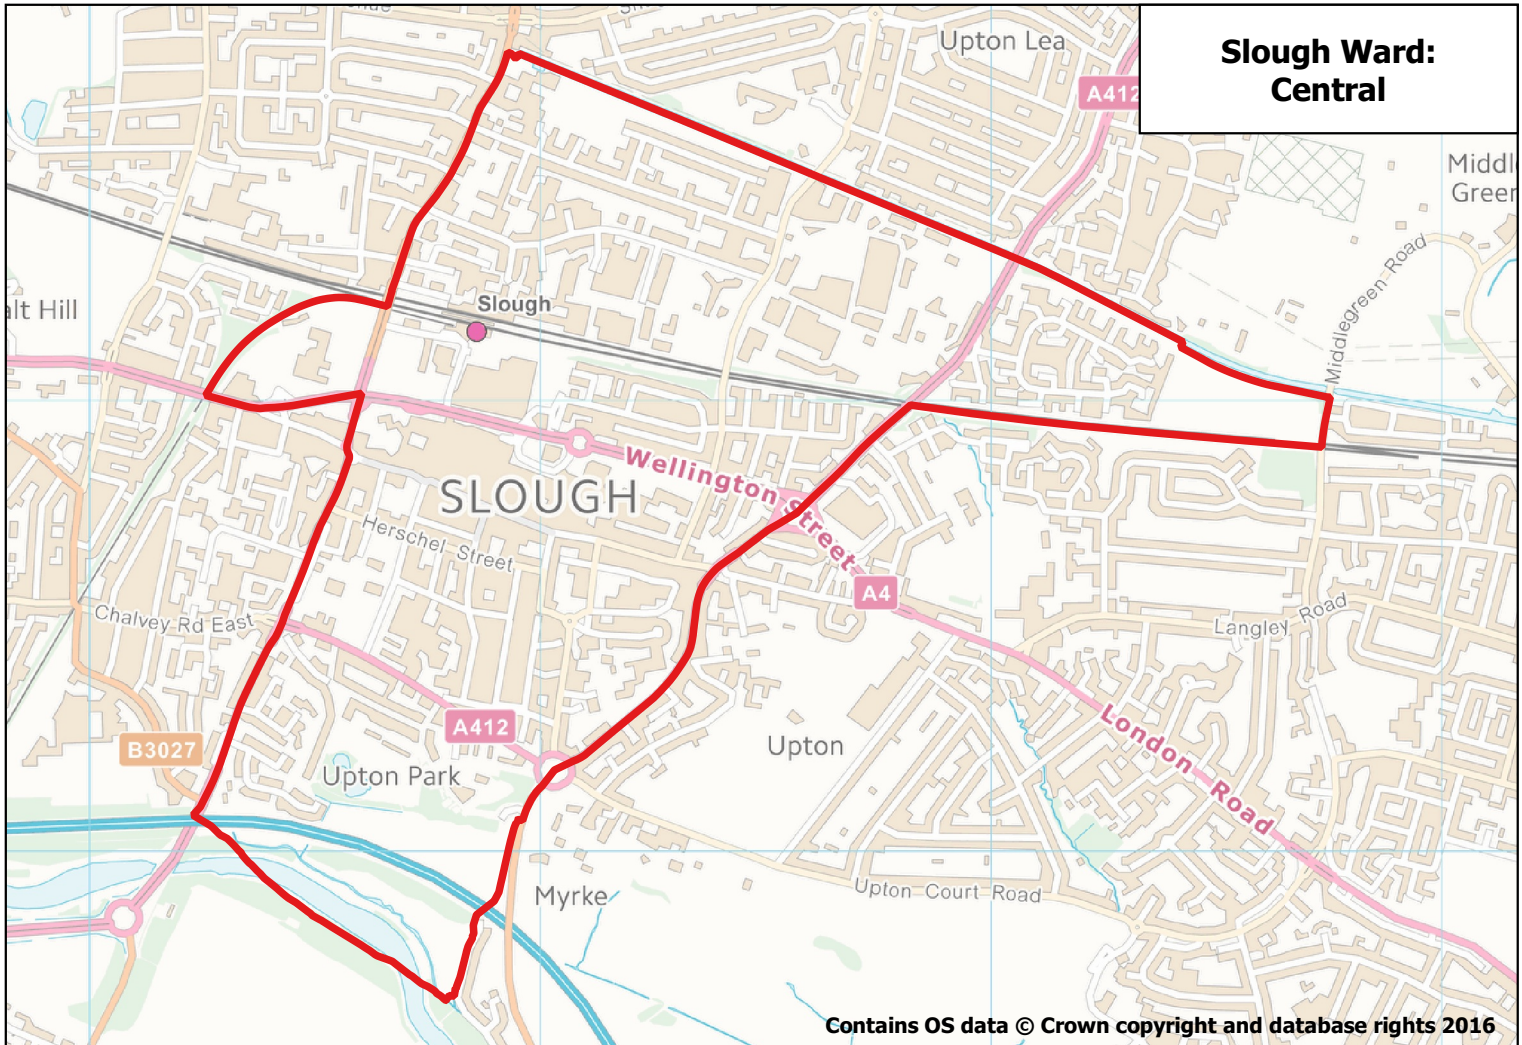 Upton Lea
Slough Ward:
Central
A412
Middl
Green
Middlegreen Road
alt Hill
Slough
Wellington Street
SLOUGH
Herschel Street
A4
Chalvey Rd East
Langley Road
A412
B3027
Upton
London Road
Upton Park
Myrke
Upton Court Road
Contains OS data © Crown copyright and database rights 2016